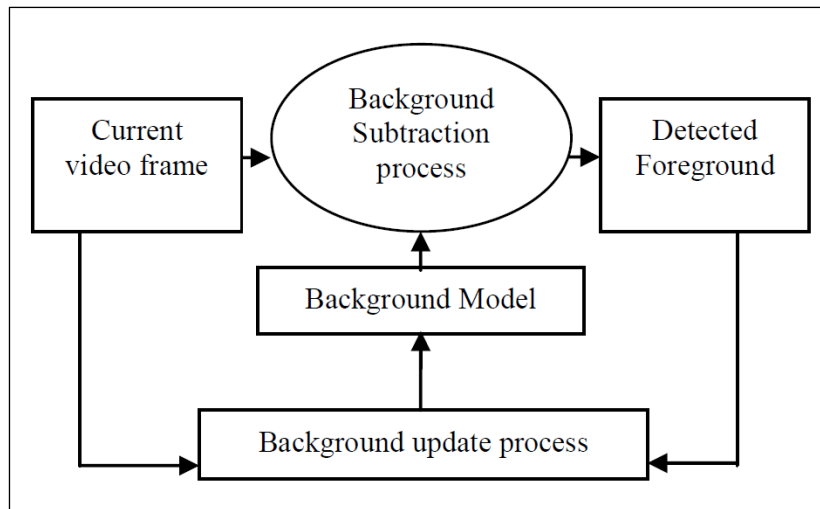 Current
video frame
Background
Subtraction
process
Detected
Foreground
Background Model
Background update process